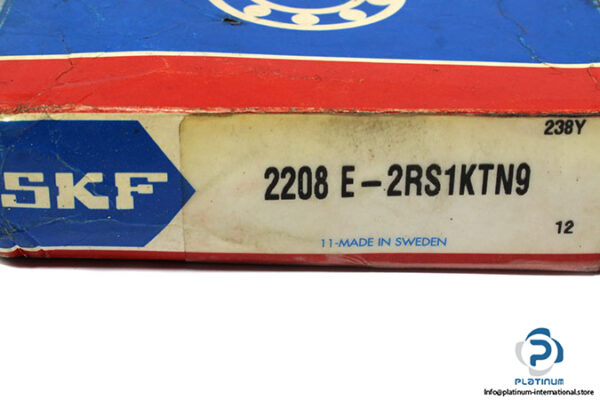 238Y
SKF
2208 E-2RS1KTN9
12
11-MADE IN SWEDEN
PLATINUM
Info@platinum-international.store